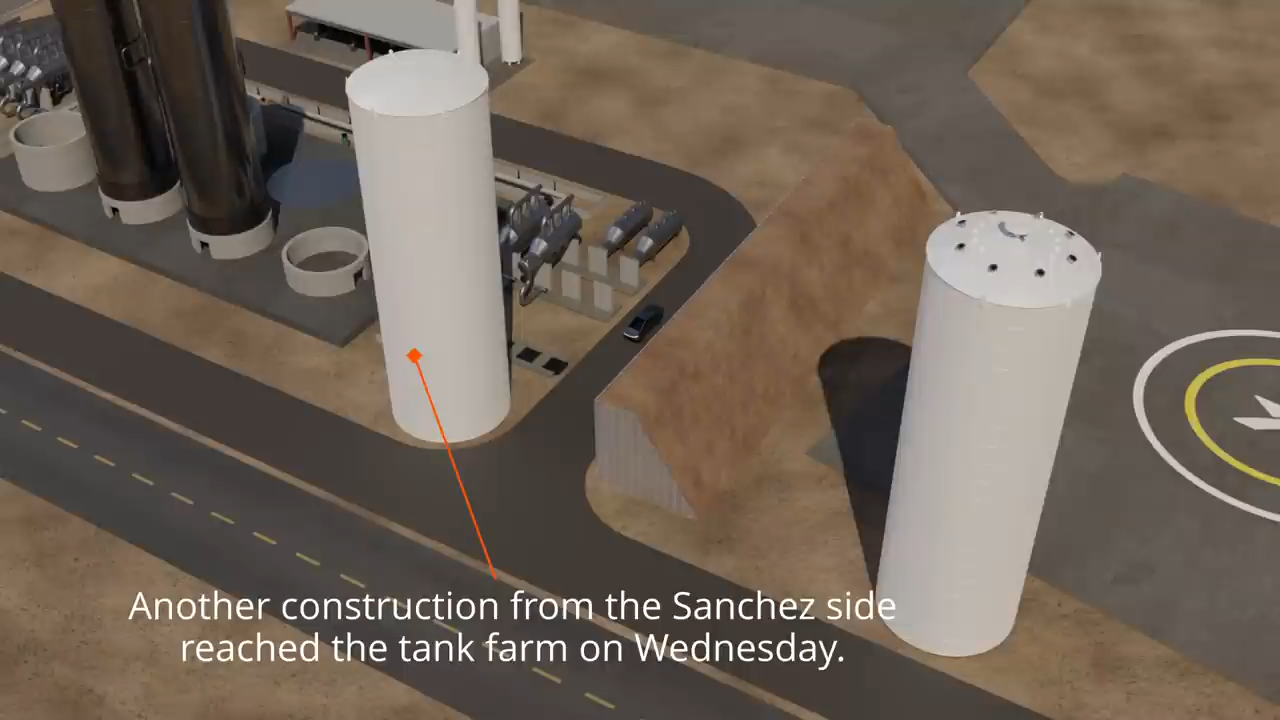 Another construction from the Sanchez side
reached the tank farm on Wednesday.